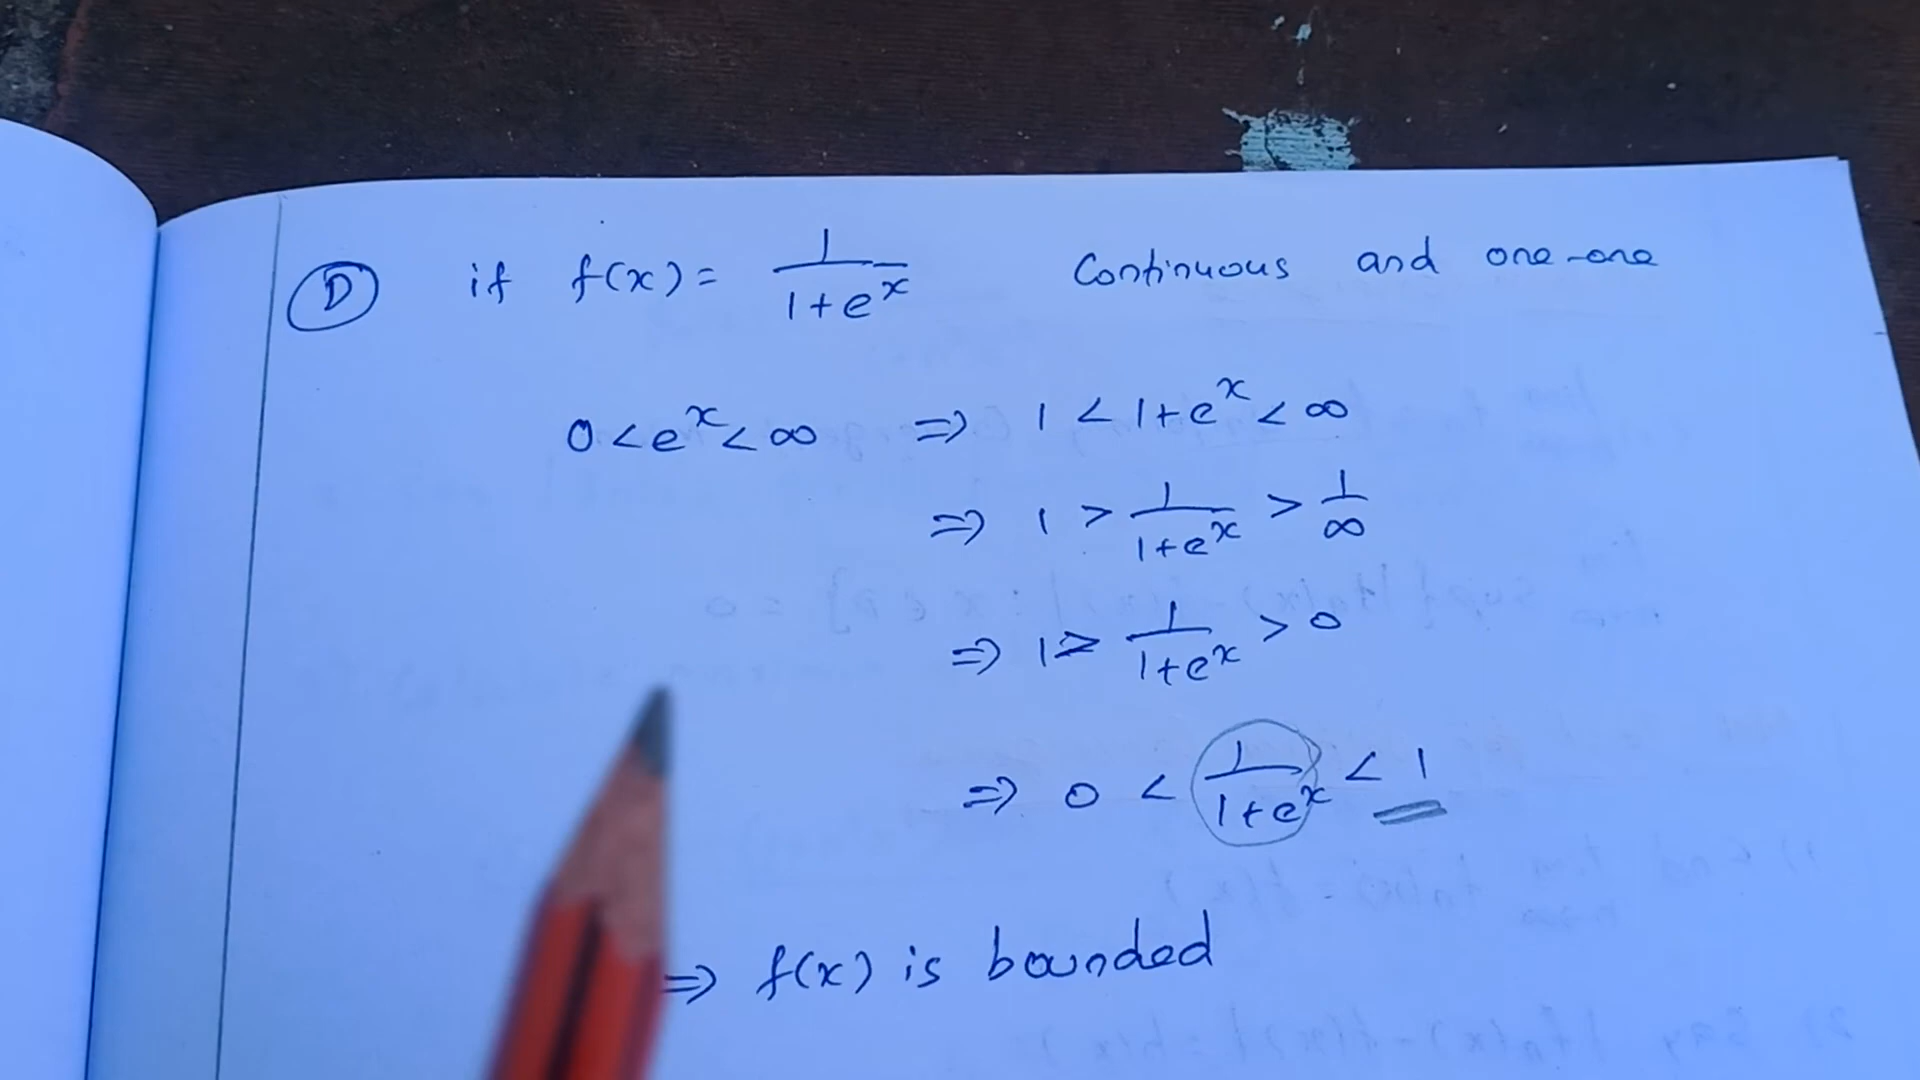 D if f(x) = 1/(1+e^x) Continuous and one-one
0 < e^x < ∞ ⇒ 1 < 1+e^x < ∞
⇒ 1 > 1/(1+e^x) > 1/∞
⇒ 1 > 1/(1+e^x) > 0
⇒ 0 < 1/(1+e^x) < 1
⇒ f(x) is bounded